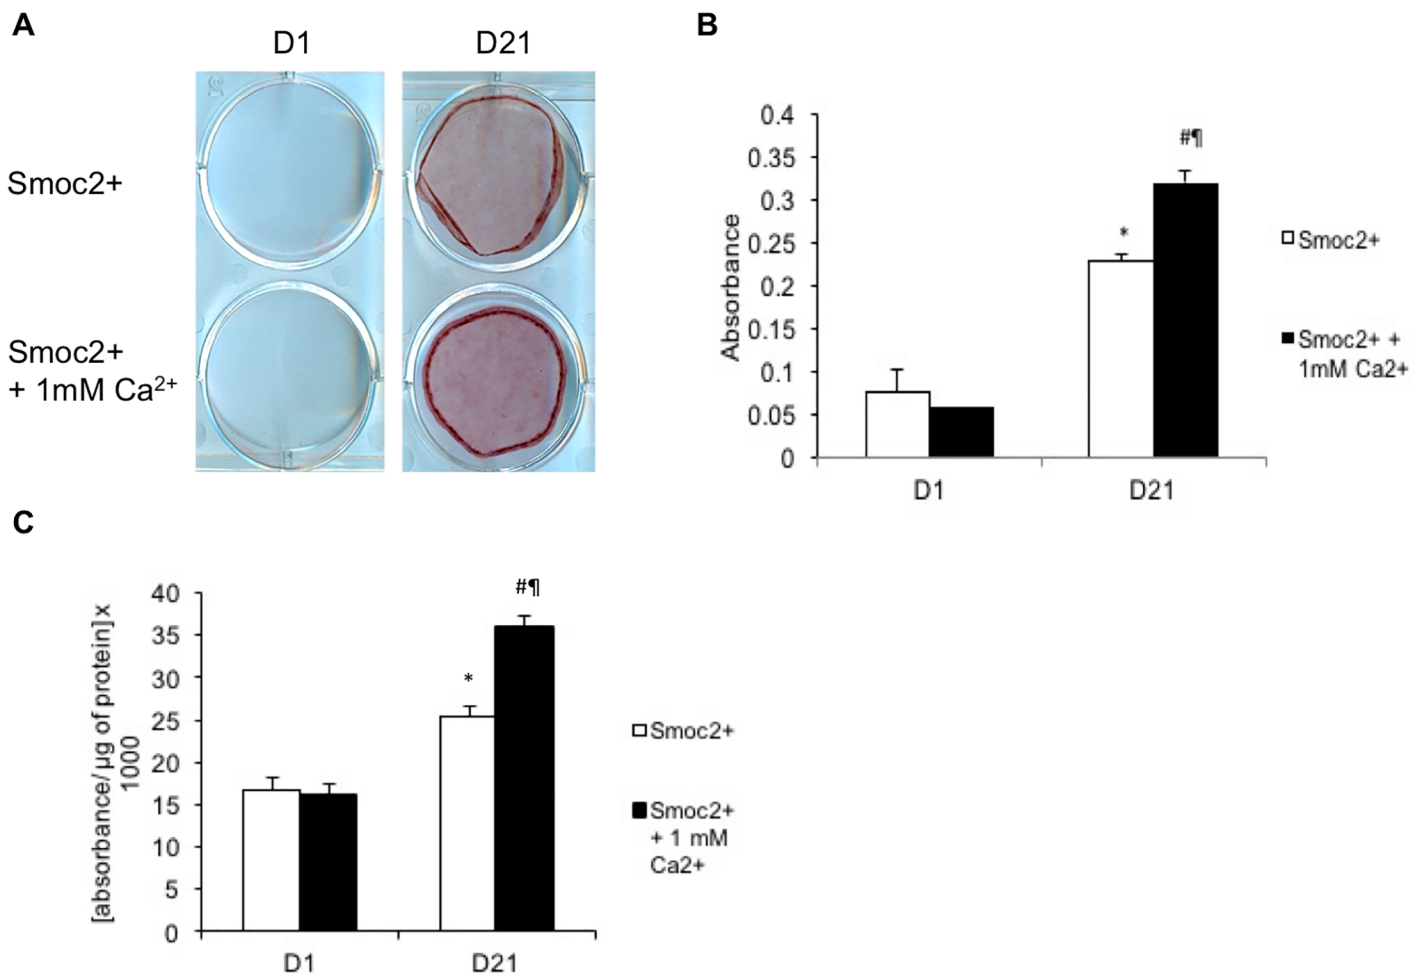 A
D1 D21
Smoc2+
Smoc2+
+ 1mM Ca²⁺
B
0.4
0.35
0.3
0.25
0.2
0.15
0.1
0.05
0
Absorbance
#¶
*
D1 D21
Smoc2+
Smoc2+ +
1mM Ca2+
C
40
35
30
25
20
15
10
5
0
[absorbance/ µg of protein] x
1000
#¶
*
D1 D21
Smoc2+
Smoc2+
+ 1 mM
Ca2+